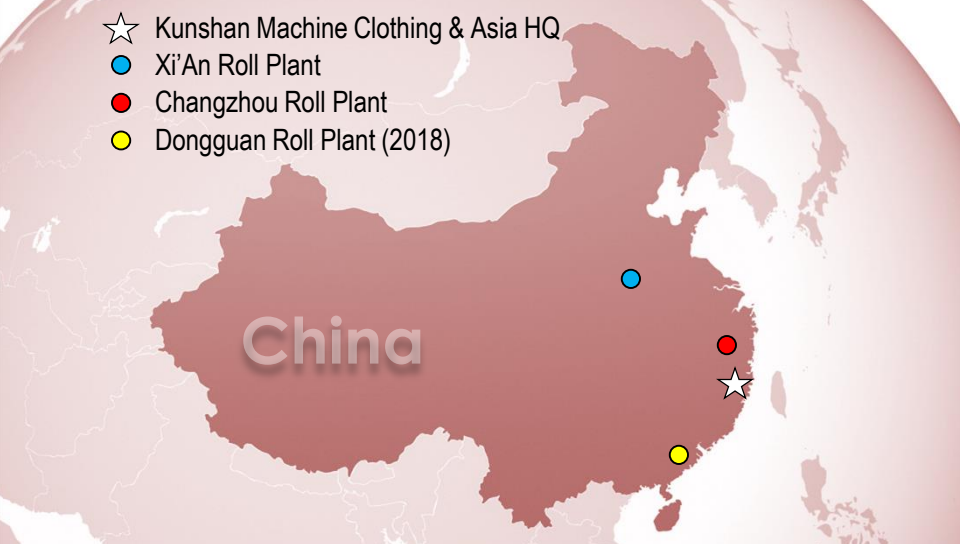 Kunshan Machine Clothing & Asia HQ
Xi’An Roll Plant
Changzhou Roll Plant
Dongguan Roll Plant (2018)
China